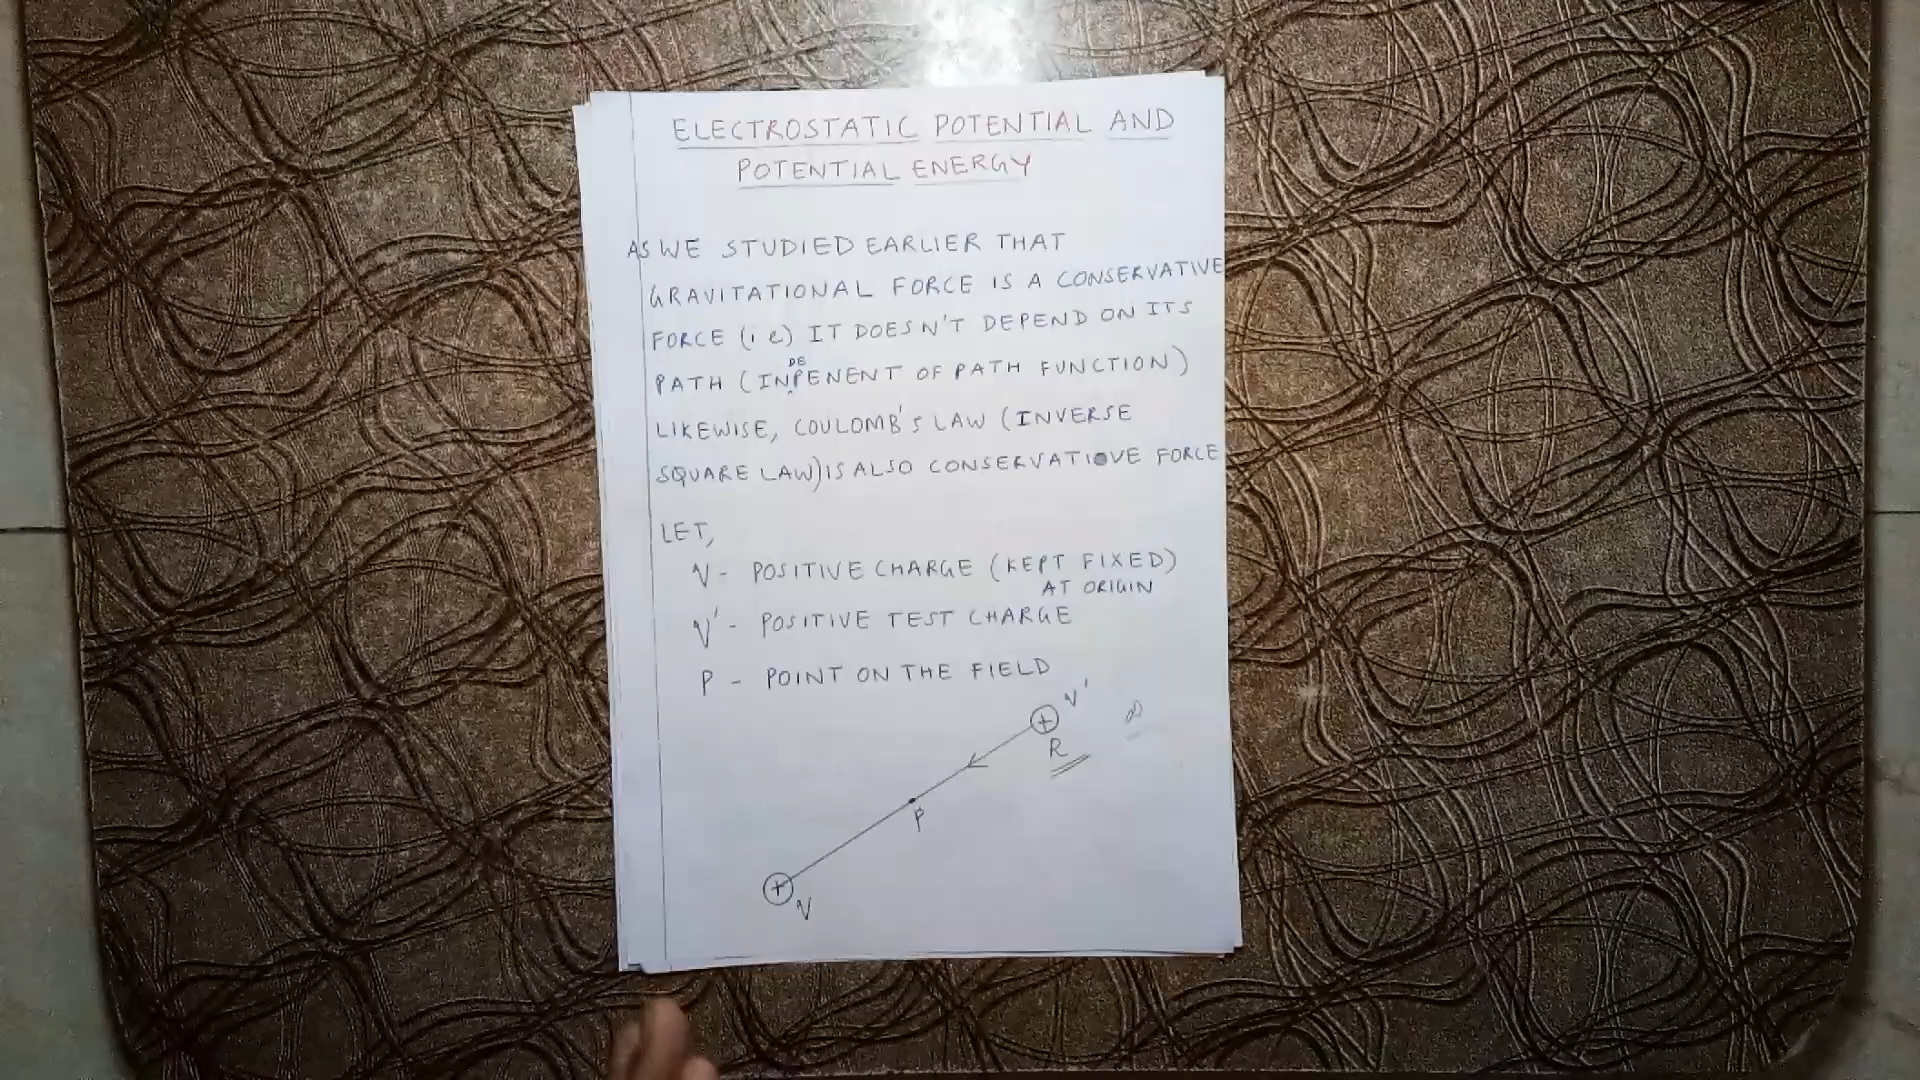 ELECTROSTATIC POTENTIAL AND
POTENTIAL ENERGY
AS WE STUDIED EARLIER THAT
GRAVITATIONAL FORCE IS A CONSERVATIVE
FORCE (i e) IT DOESN'T DEPEND ON ITS
DE
PATH (INPENENT OF PATH FUNCTION)
LIKEWISE, COULOMB'S LAW (INVERSE
SQUARE LAW) IS ALSO CONSERVATIOVE FORCE
LET,
V - POSITIVE CHARGE (KEPT FIXED)
AT ORIGIN
V' - POSITIVE TEST CHARGE
P - POINT ON THE FIELD
V'
∞
+
R
P
+
V